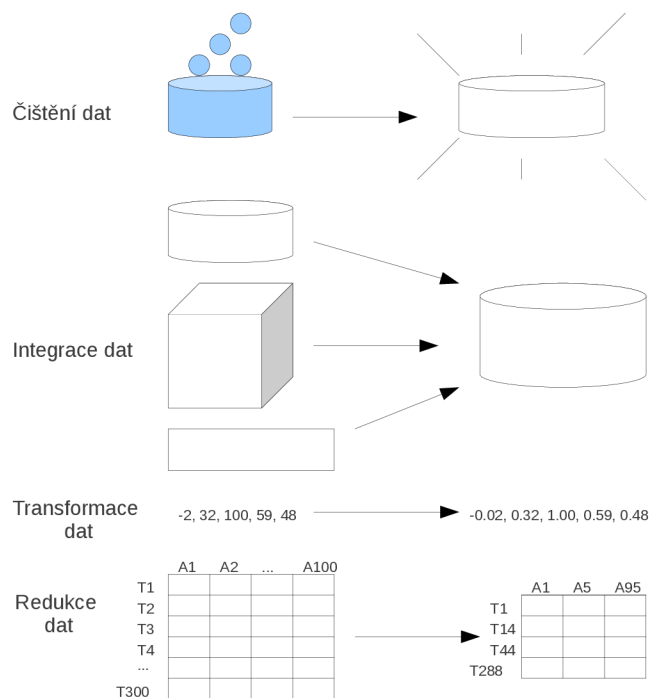 Čištění dat
Integrace dat
Transformace
dat
-2, 32, 100, 59, 48
-0.02, 0.32, 1.00, 0.59, 0.48
Redukce
dat
A1 A2 ... A100
T1
T2
T3
T4
...
T300
A1 A5 A95
T1
T14
T44
T288